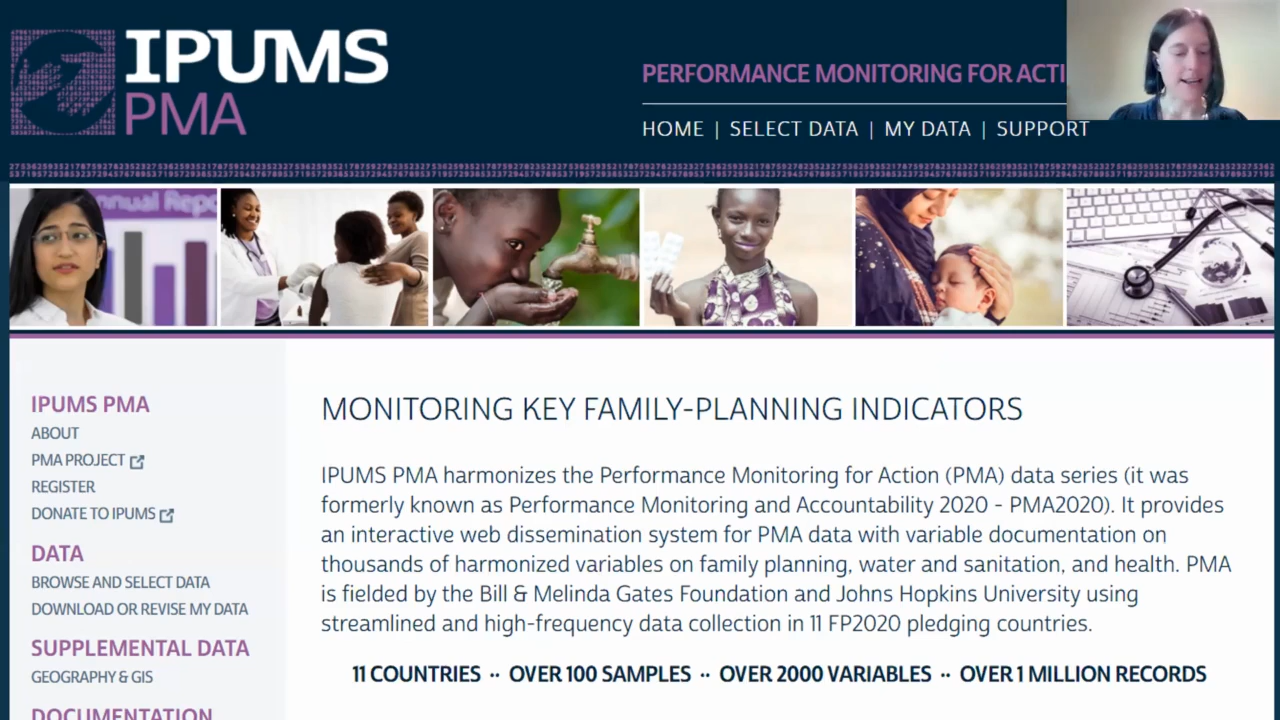 IPUMS
PMA
PERFORMANCE MONITORING FOR ACTI
HOME | SELECT DATA | MY DATA | SUPPORT
nnual Repo
IPUMS PMA
ABOUT
PMA PROJECT
REGISTER
DONATE TO IPUMS
DATA
BROWSE AND SELECT DATA
DOWNLOAD OR REVISE MY DATA
SUPPLEMENTAL DATA
GEOGRAPHY & GIS
DOCUMENTATION
MONITORING KEY FAMILY-PLANNING INDICATORS
IPUMS PMA harmonizes the Performance Monitoring for Action (PMA) data series (it was
formerly known as Performance Monitoring and Accountability 2020 - PMA2020). It provides
an interactive web dissemination system for PMA data with variable documentation on
thousands of harmonized variables on family planning, water and sanitation, and health. PMA
is fielded by the Bill & Melinda Gates Foundation and Johns Hopkins University using
streamlined and high-frequency data collection in 11 FP2020 pledging countries.
11 COUNTRIES ·· OVER 100 SAMPLES ·· OVER 2000 VARIABLES ·· OVER 1 MILLION RECORDS